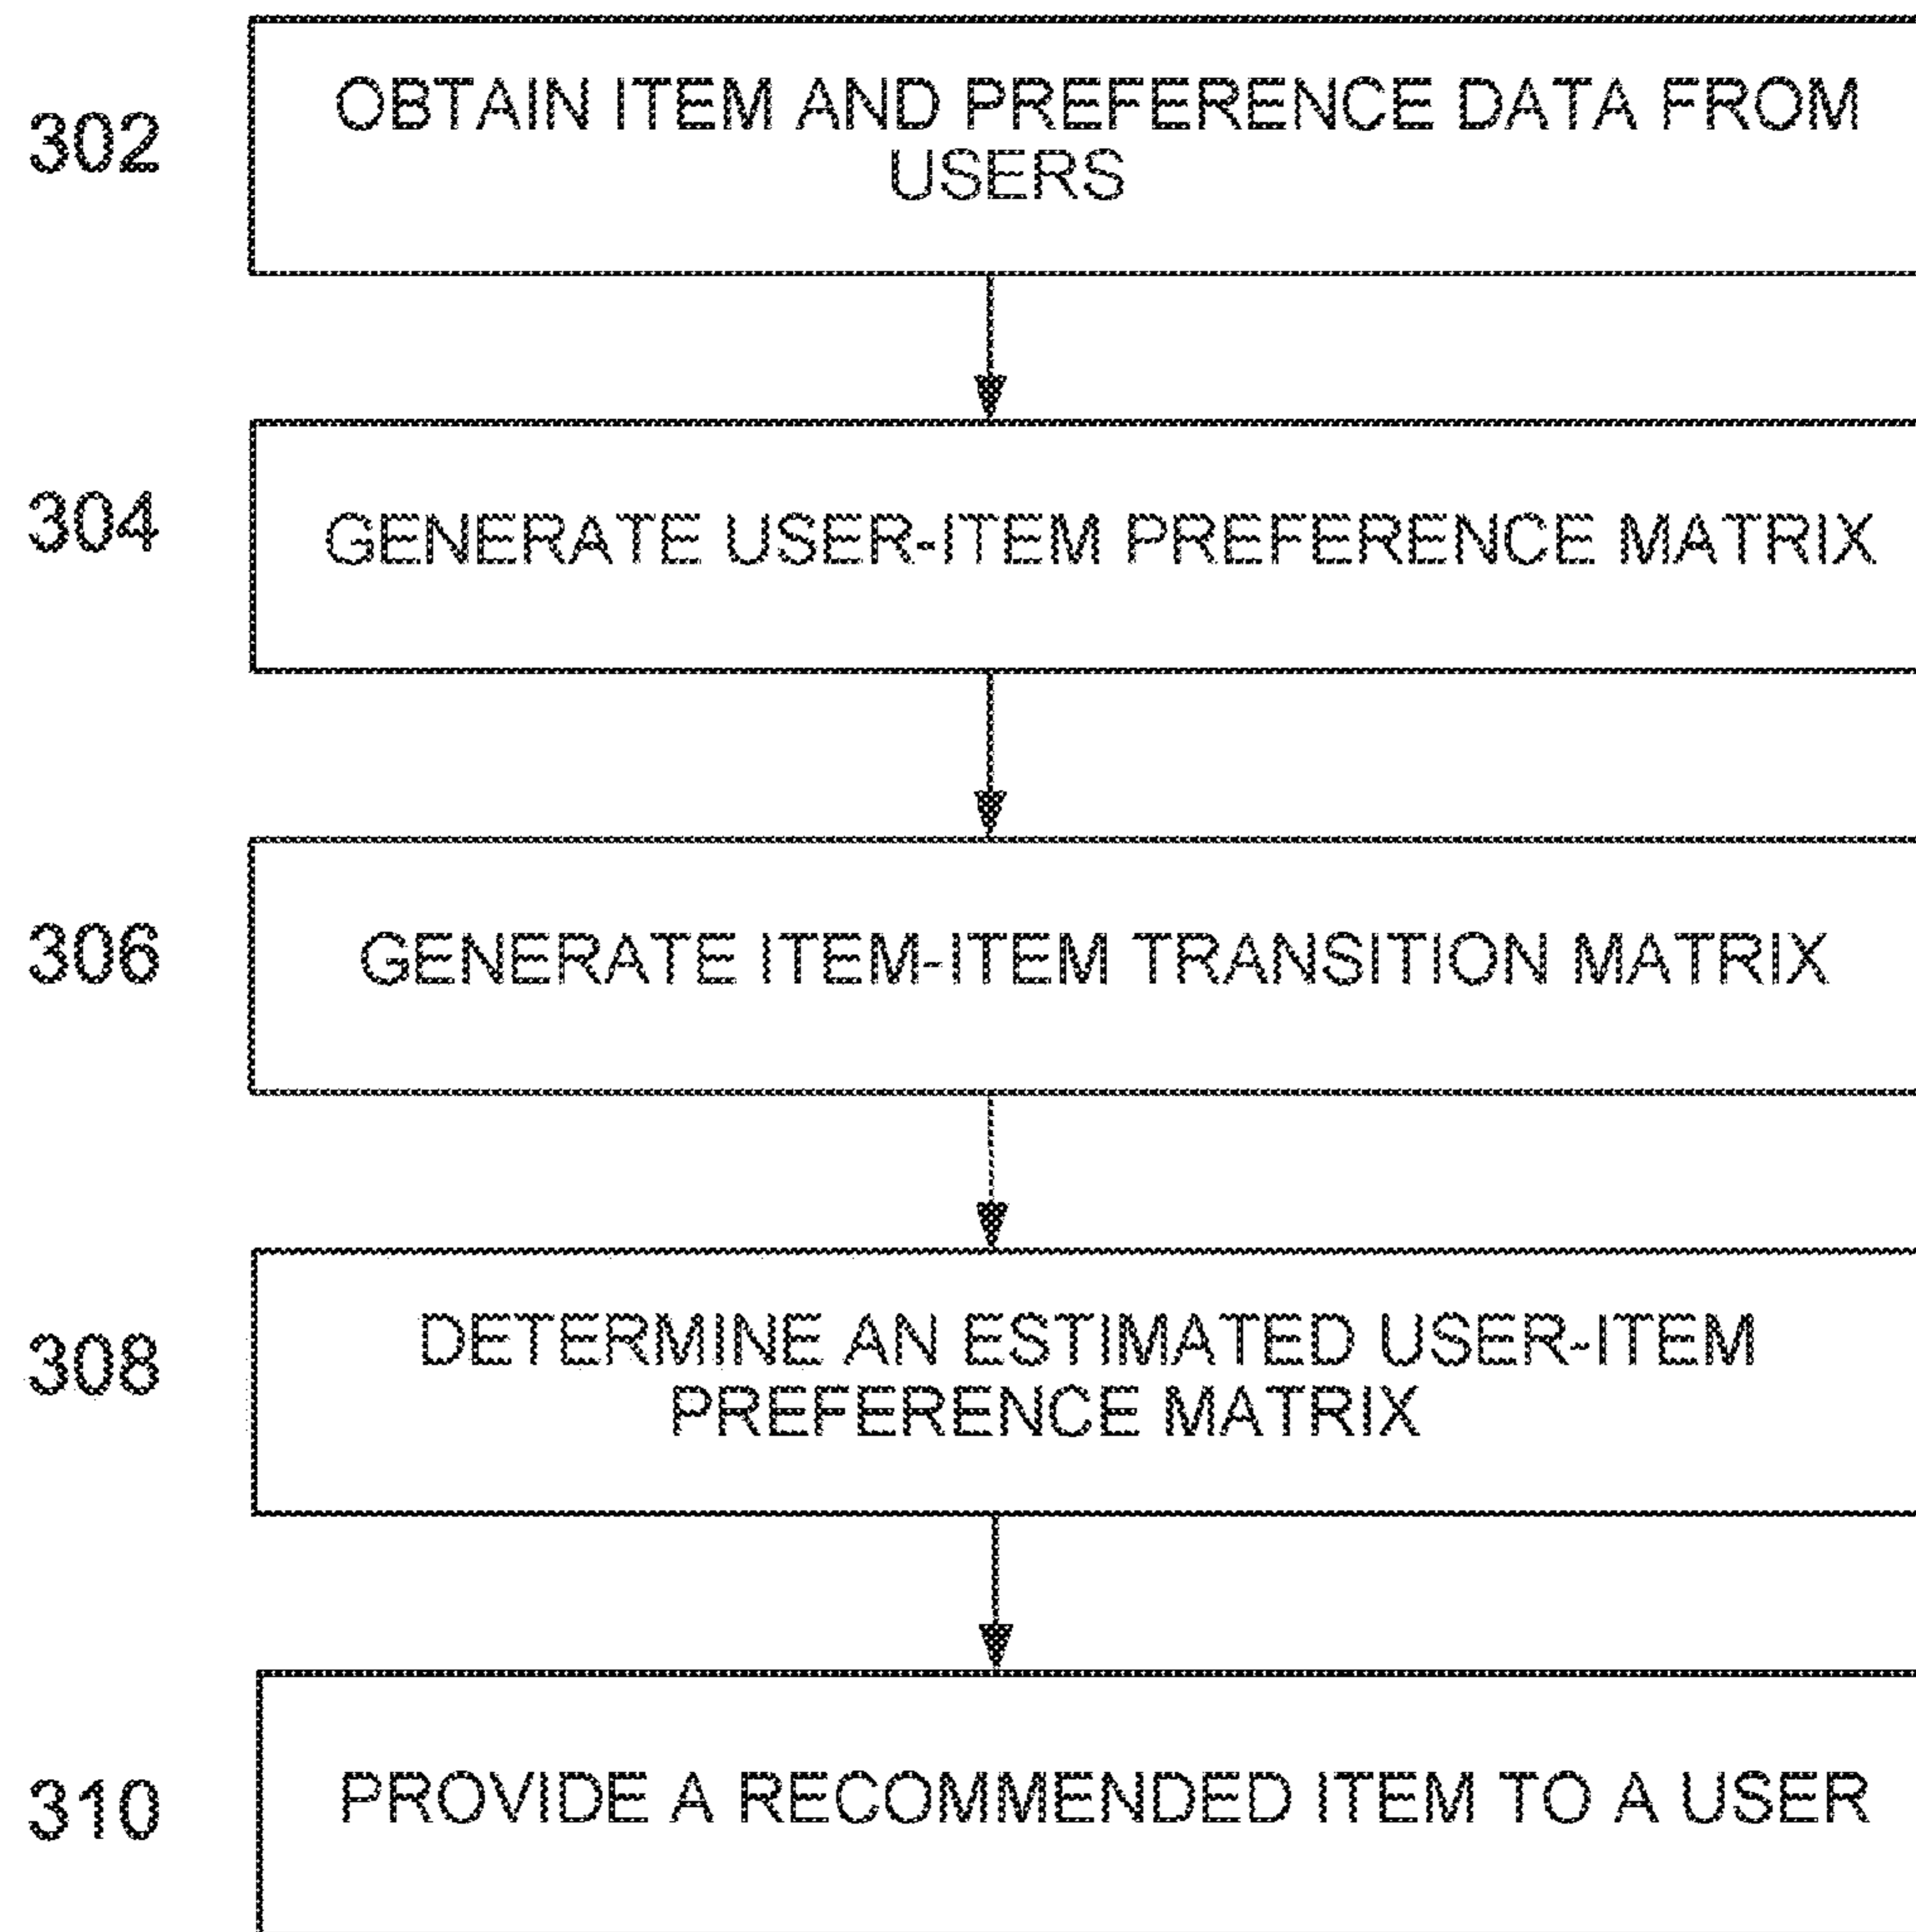 302
OBTAIN ITEM AND PREFERENCE DATA FROM
USERS
304
GENERATE USER-ITEM PREFERENCE MATRIX
306
GENERATE ITEM-ITEM TRANSITION MATRIX
308
DETERMINE AN ESTIMATED USER-ITEM
PREFERENCE MATRIX
310
PROVIDE A RECOMMENDED ITEM TO A USER